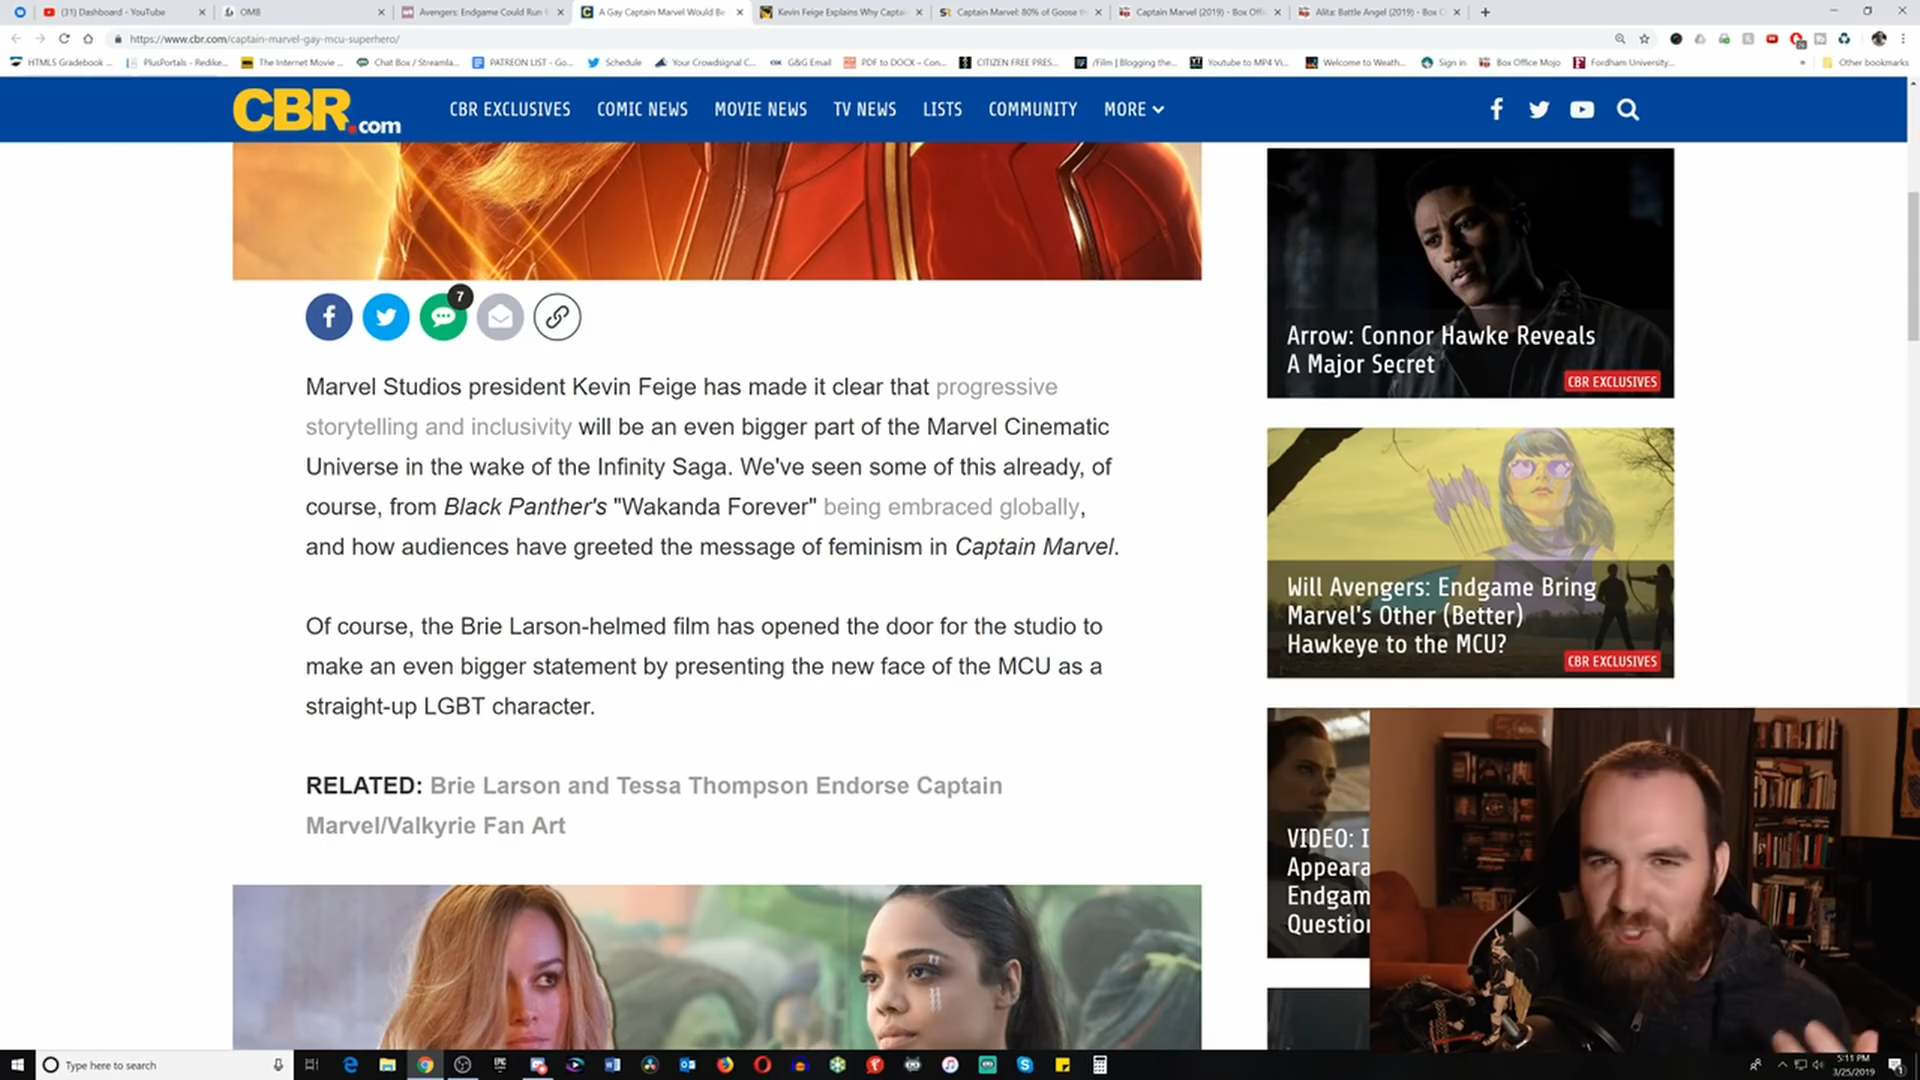 (31) Dashboard - YouTube
OMB
Avengers: Endgame Could Run
A Gay Captain Marvel Would Be
Kevin Feige Explains Why Captai
Captain Marvel: 80% of Goose th
Captain Marvel (2019) - Box Offi
Alita: Battle Angel (2019) - Box O
https://www.cbr.com/captain-marvel-gay-mcu-superhero/
HTML5 Gradebook ...
PlusPortals - Redike...
The Internet Movie ...
Chat Box / Streamla...
PATREON LIST - Go...
Schedule
Your Crowdsignal C...
G&G Email
PDF to DOCX – Con...
CITIZEN FREE PRES...
/Film | Blogging the...
Youtube to MP4 Vi...
Welcome to Weath...
Sign in
Box Office Mojo
Fordham University...
Other bookmarks
CBR.com
CBR EXCLUSIVES
COMIC NEWS
MOVIE NEWS
TV NEWS
LISTS
COMMUNITY
MORE
7
Marvel Studios president Kevin Feige has made it clear that progressive
storytelling and inclusivity will be an even bigger part of the Marvel Cinematic
Universe in the wake of the Infinity Saga. We've seen some of this already, of
course, from Black Panther's "Wakanda Forever" being embraced globally,
and how audiences have greeted the message of feminism in Captain Marvel.
Of course, the Brie Larson-helmed film has opened the door for the studio to
make an even bigger statement by presenting the new face of the MCU as a
straight-up LGBT character.
RELATED: Brie Larson and Tessa Thompson Endorse Captain
Marvel/Valkyrie Fan Art
Arrow: Connor Hawke Reveals
A Major Secret
CBR EXCLUSIVES
Will Avengers: Endgame Bring
Marvel's Other (Better)
Hawkeye to the MCU?
CBR EXCLUSIVES
VIDEO: I
Appeara
Endgam
Question
Type here to search
5:11 PM
3/25/2019